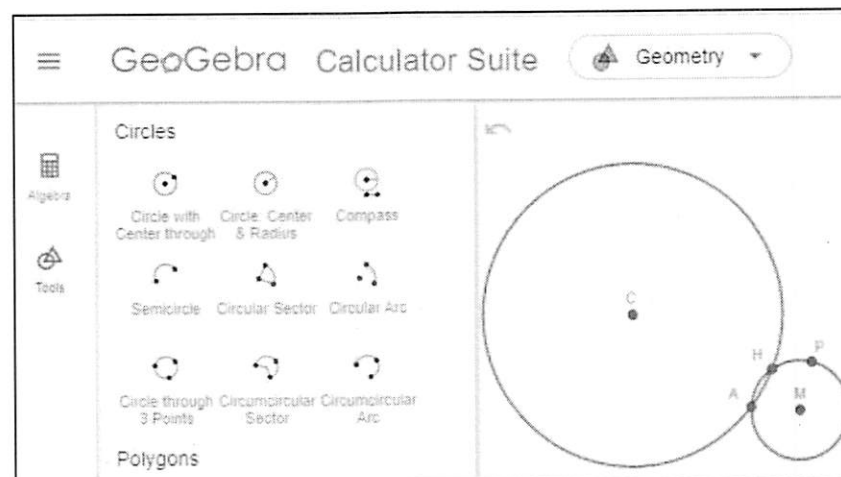 GeoGebra Calculator Suite Geometry
Algebra
Tools
Circles
Circle with
Center through
Circle: Center
& Radius
Compass
Semicircle
Circular Sector
Circular Arc
Circle through
3 Points
Circumcircular
Sector
Circumcircular
Arc
Polygons
C
H
P
A
M